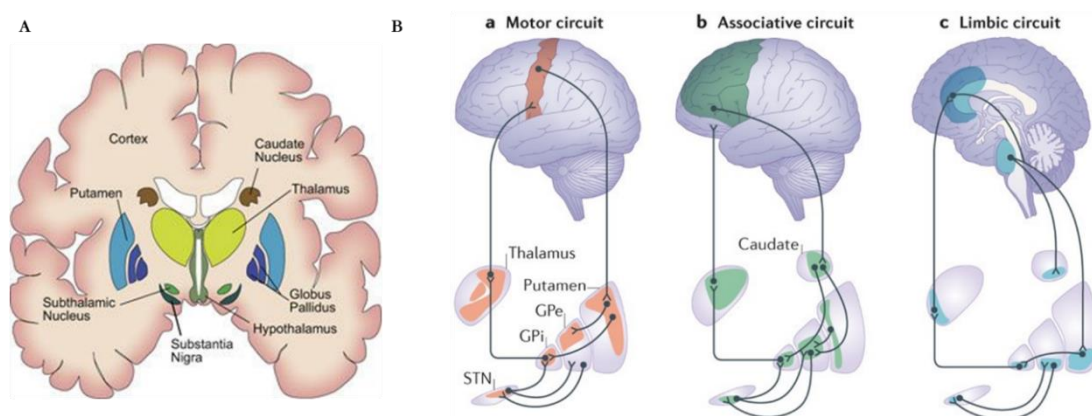 A
Cortex
Caudate
Nucleus
Putamen
Thalamus
Subthalamic
Nucleus
Globus
Pallidus
Hypothalamus
Substantia
Nigra
B
a Motor circuit
b Associative circuit
c Limbic circuit
Thalamus
Putamen
GPe
GPi
STN
Caudate